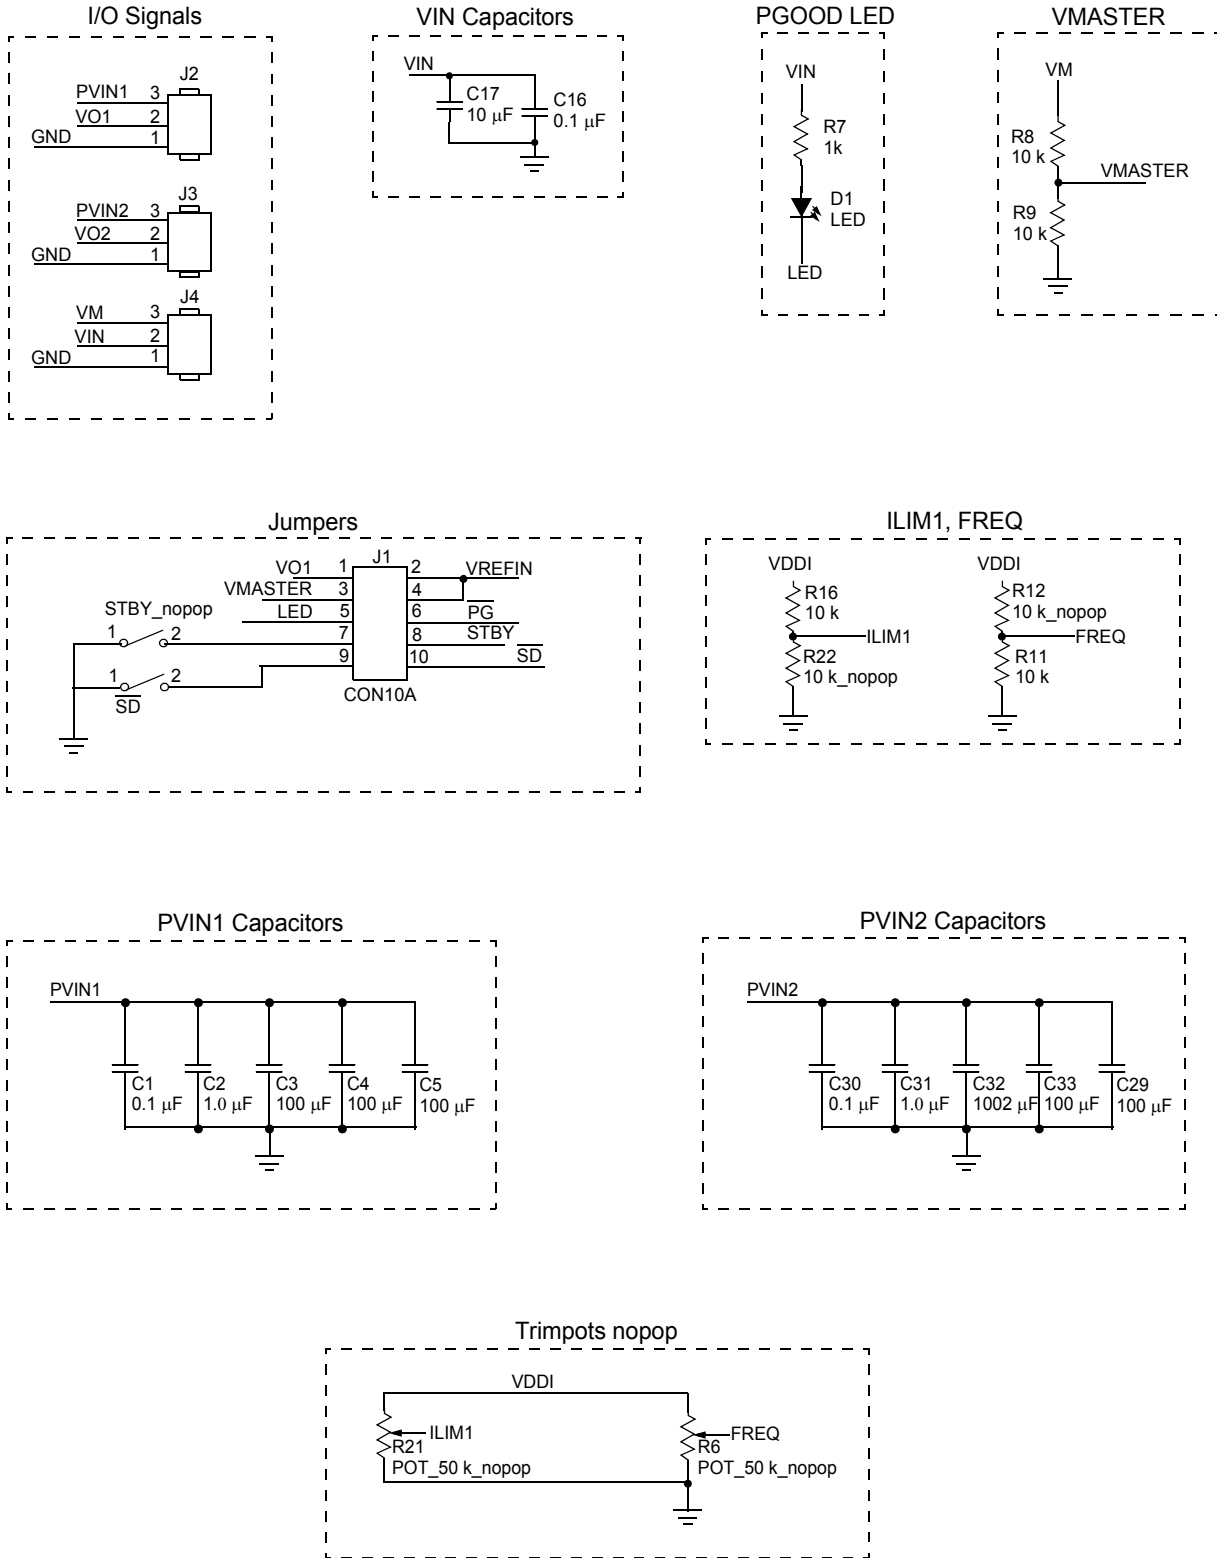 I/O Signals
J2
PVIN1 3
VO1 2
GND 1
J3
PVIN2 3
VO2 2
GND 1
J4
VM 3
VIN 2
GND 1
VIN Capacitors
VIN
C17
10 µF
C16
0.1 µF
PGOOD LED
VIN
R7
1k
D1
LED
LED
VMASTER
VM
R8
10 k
VMASTER
R9
10 k
Jumpers
J1
VO1 1 2 VREFIN
VMASTER 3 4
LED 5 6 PG
STBY_nopop
1 2 7 8 STBY
9 10 SD
1 2
SD
CON10A
ILIM1, FREQ
VDDI
R16
10 k
ILIM1
R22
10 k_nopop
VDDI
R12
10 k_nopop
FREQ
R11
10 k
PVIN1 Capacitors
PVIN1
C1
0.1 µF
C2
1.0 µF
C3
100 µF
C4
100 µF
C5
100 µF
PVIN2 Capacitors
PVIN2
C30
0.1 µF
C31
1.0 µF
C32
1002 µF
C33
100 µF
C29
100 µF
Trimpots nopop
VDDI
ILIM1
R21
POT_50 k_nopop
FREQ
R6
POT_50 k_nopop